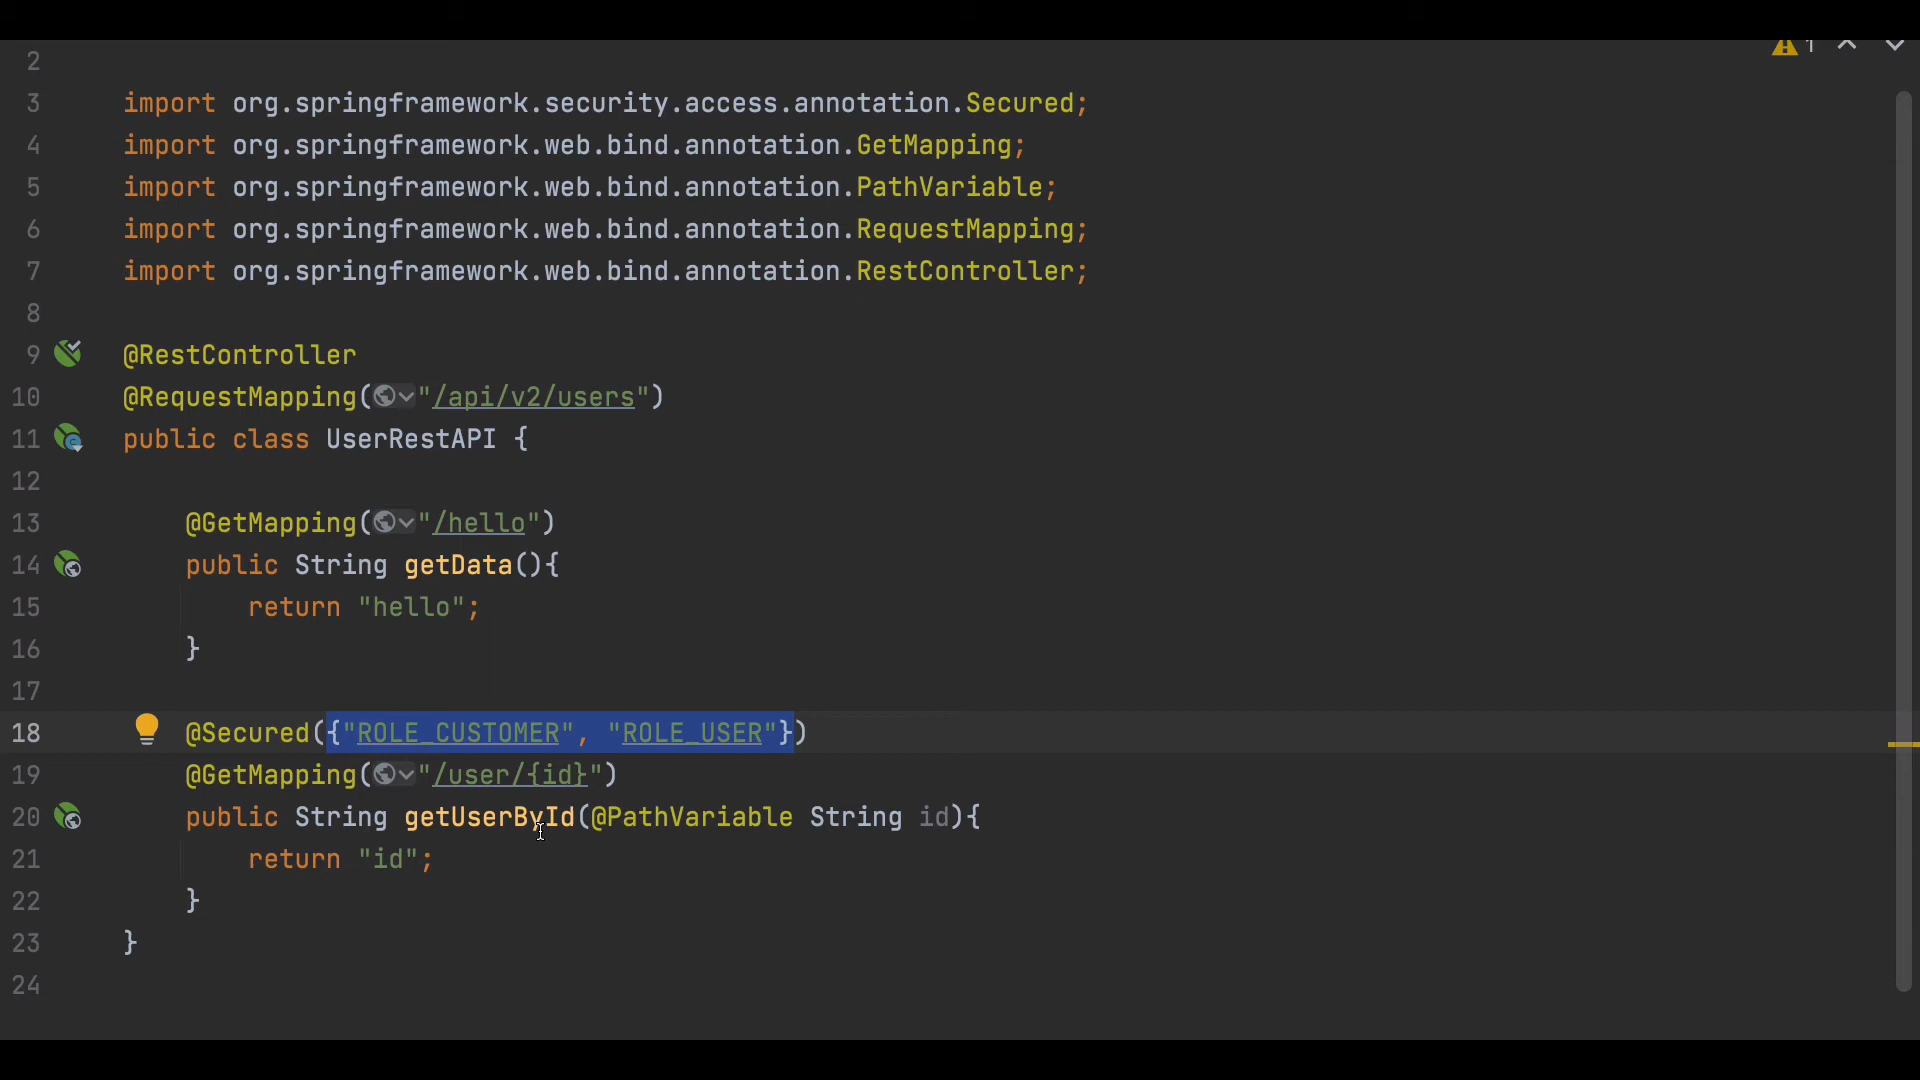 1
2
3 import org.springframework.security.access.annotation.Secured;
4 import org.springframework.web.bind.annotation.GetMapping;
5 import org.springframework.web.bind.annotation.PathVariable;
6 import org.springframework.web.bind.annotation.RequestMapping;
7 import org.springframework.web.bind.annotation.RestController;
8
9 @RestController
10 @RequestMapping("/api/v2/users")
11 public class UserRestAPI {
12
13 @GetMapping("/hello")
14 public String getData(){
15 return "hello";
16 }
17
18 @Secured({"ROLE_CUSTOMER", "ROLE_USER"})
19 @GetMapping("/user/{id}")
20 public String getUserById(@PathVariable String id){
21 return "id";
22 }
23 }
24